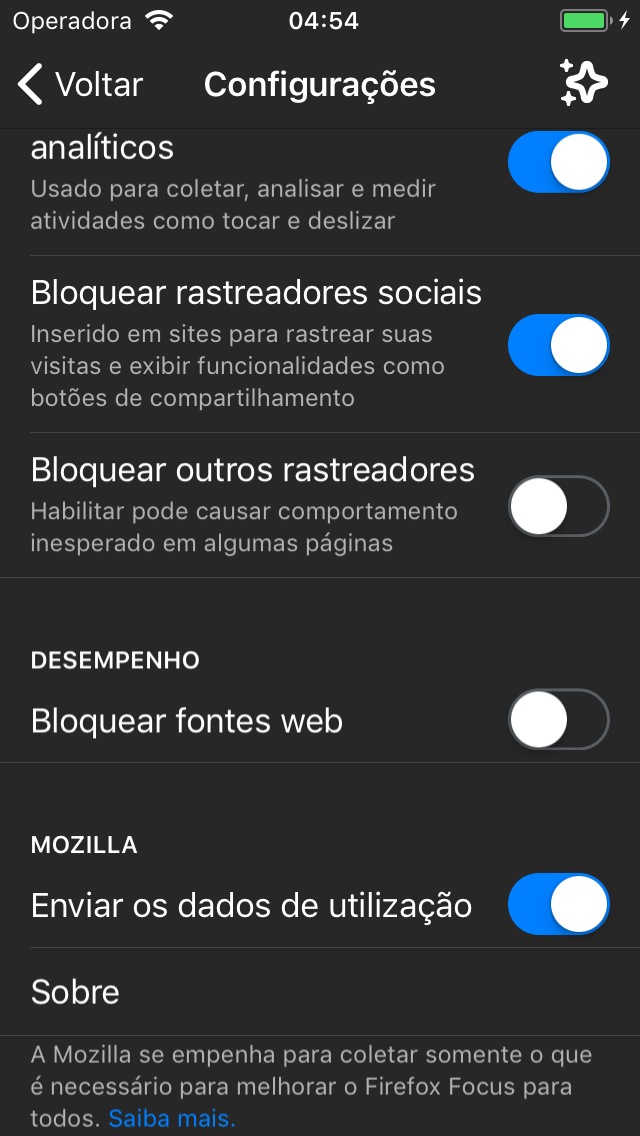 Operadora
04:54
Voltar
Configurações
analíticos
Usado para coletar, analisar e medir
atividades como tocar e deslizar
Bloquear rastreadores sociais
Inserido em sites para rastrear suas
visitas e exibir funcionalidades como
botões de compartilhamento
Bloquear outros rastreadores
Habilitar pode causar comportamento
inesperado em algumas páginas
DESEMPENHO
Bloquear fontes web
MOZILLA
Enviar os dados de utilização
Sobre
A Mozilla se empenha para coletar somente o que
é necessário para melhorar o Firefox Focus para
todos. Saiba mais.